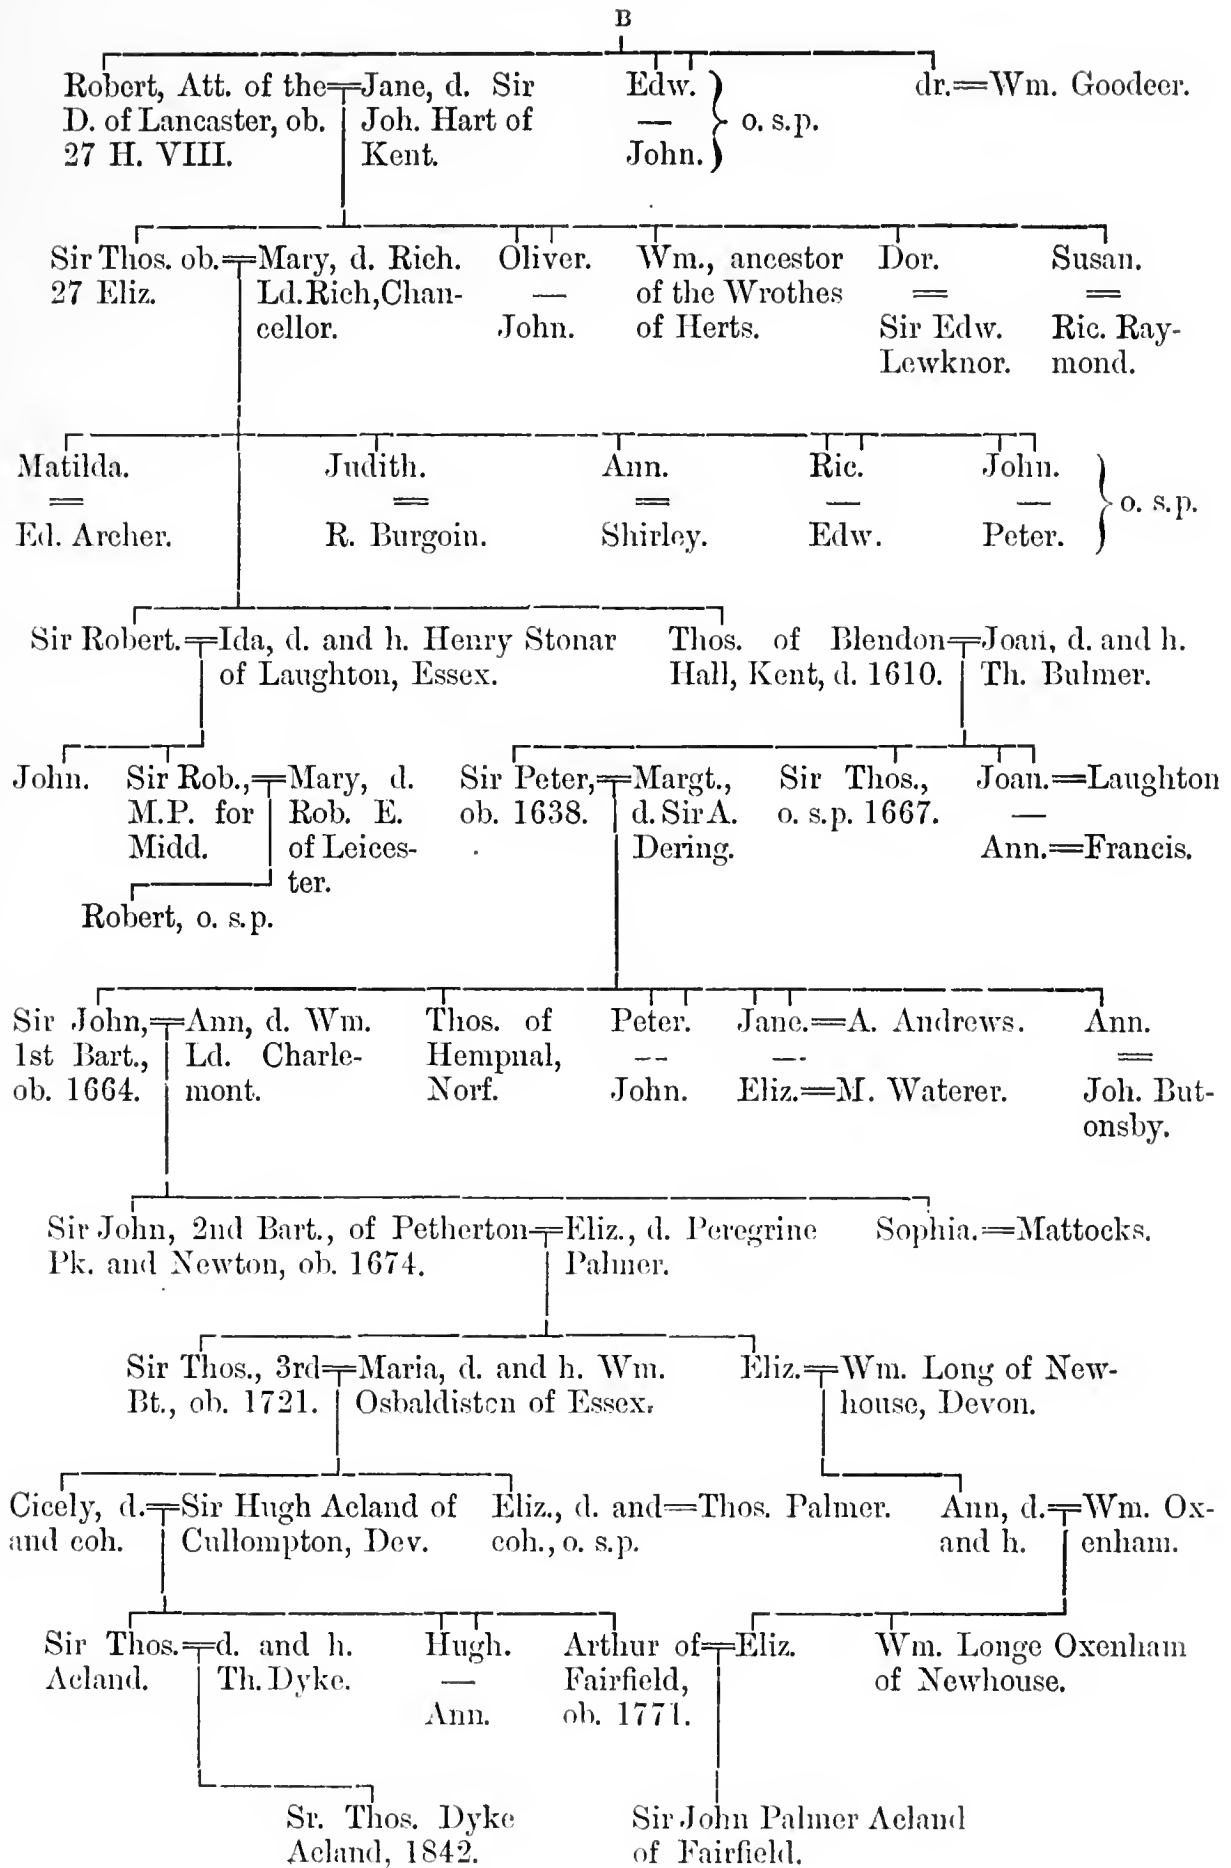 B
Robert, Att. of the═Jane, d. Sir Edw. dr.═Wm. Goodeer.
D. of Lancaster, ob. Joh. Hart of — } o. s.p.
27 H. VIII. Kent. John.
Sir Thos. ob.═Mary, d. Rich. Oliver. Wm., ancestor Dor. Susan.
27 Eliz. Ld. Rich, Chan- — of the Wrothes ═ ═
cellor. John. of Herts. Sir Edw. Ric. Ray-
Lewknor. mond.
Matilda. Judith. Ann. Ric. John.
═ ═ ═ — — } o. s.p.
Ed. Archer. R. Burgoin. Shirley. Edw. Peter.
Sir Robert.═Ida, d. and h. Henry Stonar Thos. of Blendon═Joan, d. and h.
of Laughton, Essex. Hall, Kent, d. 1610. Th. Bulmer.
John. Sir Rob.,═Mary, d. Sir Peter,═Margt., Sir Thos., Joan.═Laughton
M.P. for Rob. E. ob. 1638. d. Sir A. o. s.p. 1667. —
Midd. of Leices- Dering. Ann.═Francis.
ter.
Robert, o. s.p.
Sir John,═Ann, d. Wm. Thos. of Peter. Jane.═A. Andrews. Ann.
1st Bart., Ld. Charle- Hempnal, — — ═
ob. 1664. mont. Norf. John. Eliz.═M. Waterer. Joh. But-
onsby.
Sir John, 2nd Bart., of Petherton═Eliz., d. Peregrine Sophia.═Mattocks.
Pk. and Newton, ob. 1674. Palmer.
Sir Thos., 3rd═Maria, d. and h. Wm. Eliz.═Wm. Long of New-
Bt., ob. 1721. Osbaldiston of Essex. house, Devon.
Cicely, d.═Sir Hugh Acland of Eliz., d. and═Thos. Palmer. Ann, d.═Wm. Ox-
and coh. Cullompton, Dev. coh., o. s.p. and h. enham.
Sir Thos.═d. and h. Hugh. Arthur of═Eliz. Wm. Longe Oxenham
Acland. Th. Dyke. — Fairfield, of Newhouse.
Ann. ob. 1771.
Sr. Thos. Dyke Sir John Palmer Acland
Acland, 1842. of Fairfield.